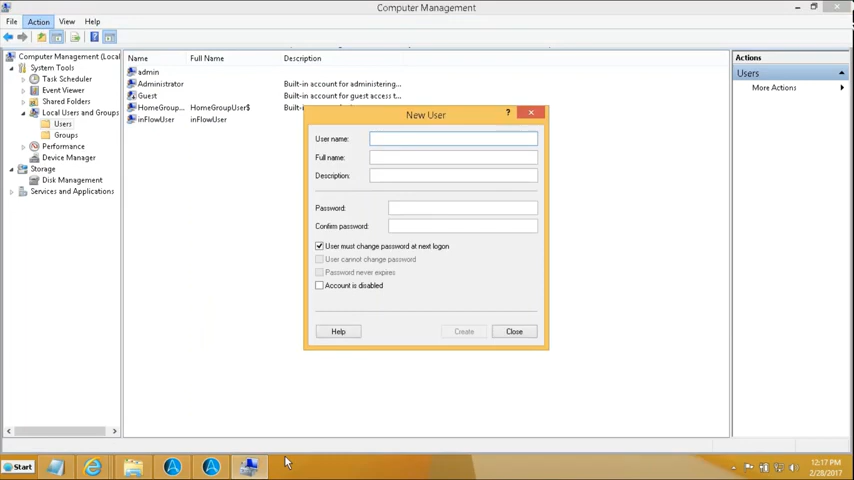 Computer Management
File Action View Help
Computer Management (Local
System Tools
Task Scheduler
Event Viewer
Shared Folders
Local Users and Groups
Users
Groups
Performance
Device Manager
Storage
Disk Management
Services and Applications
Name Full Name Description
admin
Administrator Built-in account for administering...
Guest Built-in account for guest access t...
HomeGroup... HomeGroupUser$ Built-in
inFlowUser inFlowUser
Actions
Users
More Actions
New User
? ×
User name:
Full name:
Description:
Password:
Confirm password:
User must change password at next logon
User cannot change password
Password never expires
Account is disabled
Help Create Close
Start
12:17 PM
2/28/2017